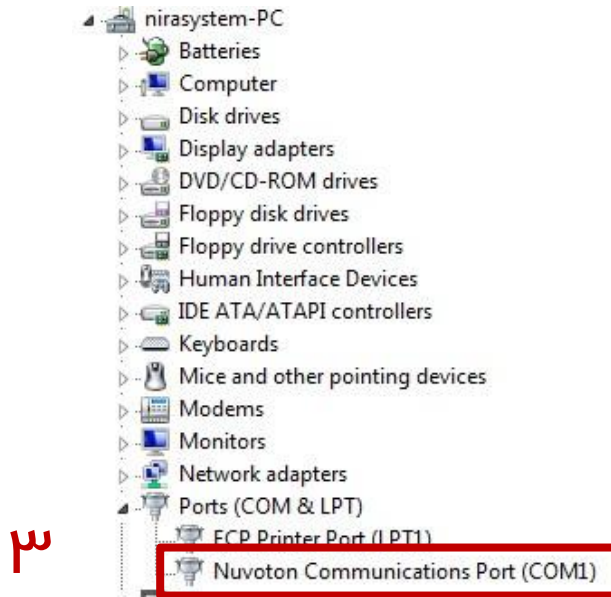 nirasystem-PC
Batteries
Computer
Disk drives
Display adapters
DVD/CD-ROM drives
Floppy disk drives
Floppy drive controllers
Human Interface Devices
IDE ATA/ATAPI controllers
Keyboards
Mice and other pointing devices
Modems
Monitors
Network adapters
Ports (COM & LPT)
ECP Printer Port (LPT1)
۳
Nuvoton Communications Port (COM1)